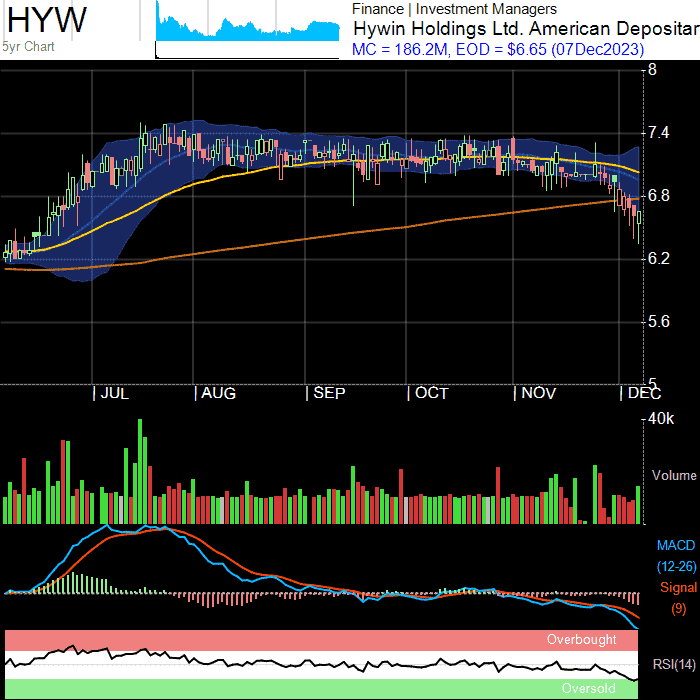 HYW
5yr Chart
Finance | Investment Managers
Hywin Holdings Ltd. American Depositar
MC = 186.2M, EOD = $6.65 (07Dec2023)
8
7.4
6.8
6.2
5.6
5
| JUL | AUG | SEP | OCT | NOV | DEC
40k
Volume
MACD
(12-26)
Signal
(9)
Overbought
RSI(14)
Oversold